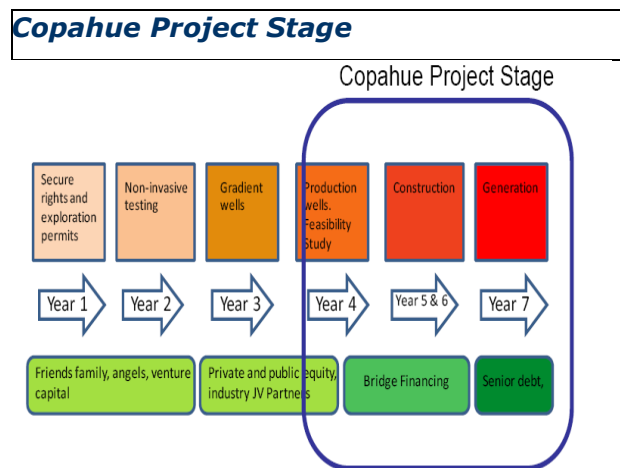 Copahue Project Stage
Copahue Project Stage
Secure
rights and
exploration
permits
Non-invasive
testing
Gradient
wells
Production
wells.
Feasibility
Study
Construction
Generation
Year 1
Year 2
Year 3
Year 4
Year 5 & 6
Year 7
Friends family, angels, venture
capital
Private and public equity,
industry JV Partners
Bridge Financing
Senior debt,